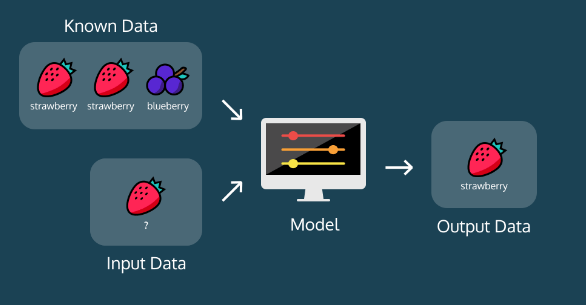 Known Data
strawberry strawberry blueberry
?
Input Data
Model
strawberry
Output Data